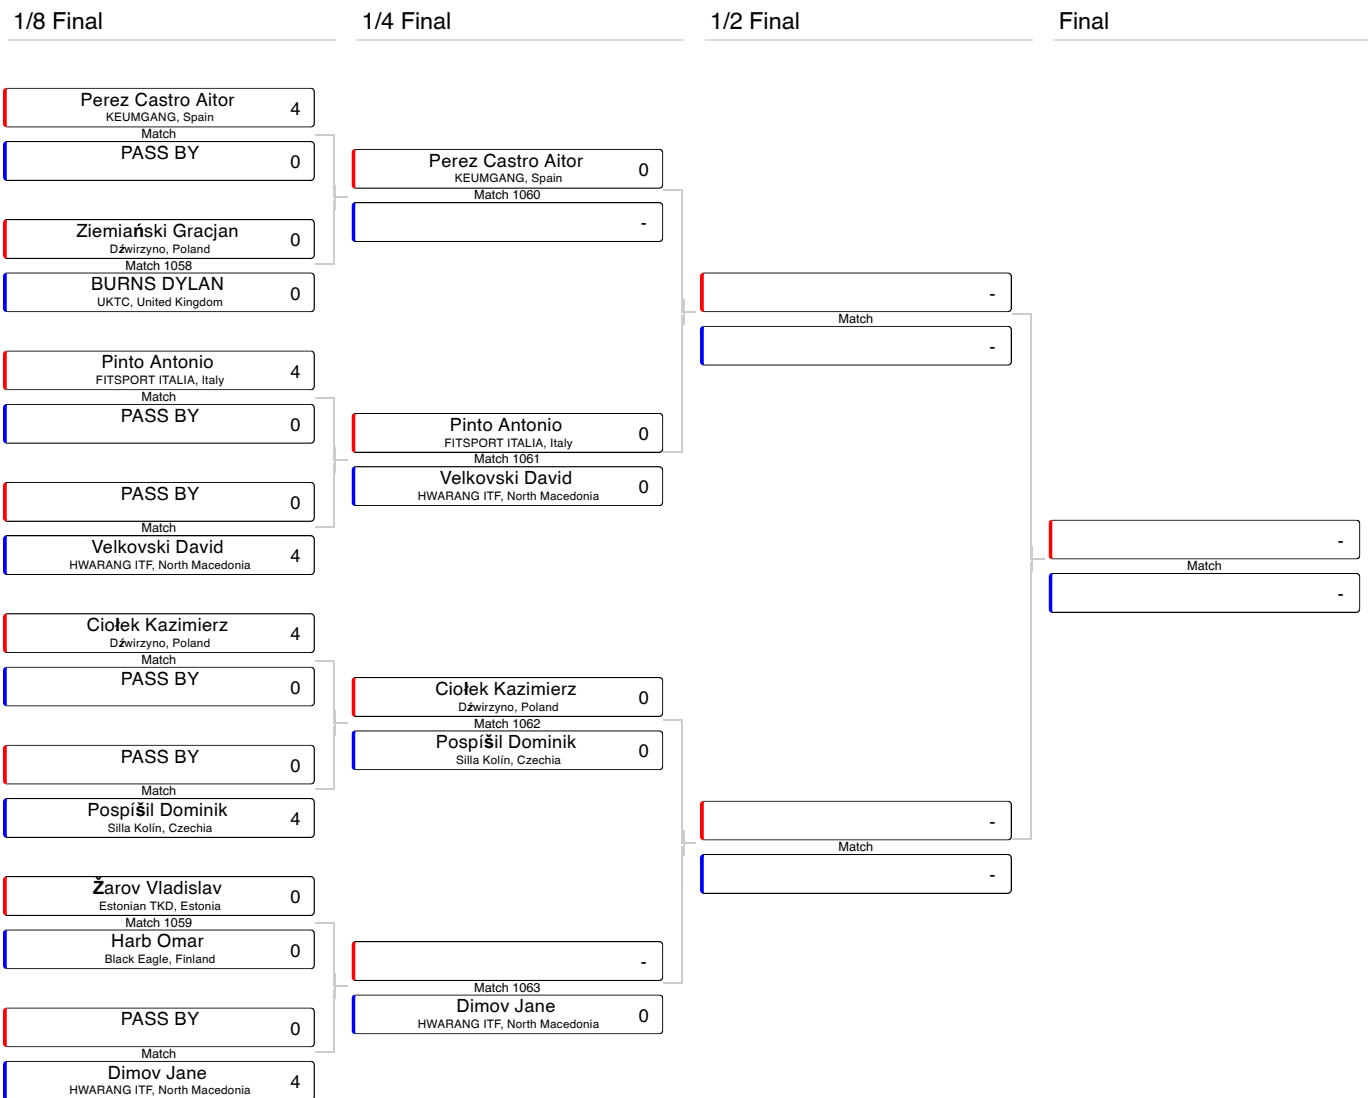 1/8 Final
1/4 Final
1/2 Final
Final
Perez Castro Aitor
KEUMGANG, Spain
4
Match
PASS BY
0
Ziemiański Gracjan
Dźwirzyno, Poland
0
Match 1058
BURNS DYLAN
UKTC, United Kingdom
0
Pinto Antonio
FITSPORT ITALIA, Italy
4
Match
PASS BY
0
PASS BY
0
Match
Velkovski David
HWARANG ITF, North Macedonia
4
Ciołek Kazimierz
Dźwirzyno, Poland
4
Match
PASS BY
0
PASS BY
0
Match
Pospíšil Dominik
Silla Kolín, Czechia
4
Žarov Vladislav
Estonian TKD, Estonia
0
Match 1059
Harb Omar
Black Eagle, Finland
0
PASS BY
0
Match
Dimov Jane
HWARANG ITF, North Macedonia
4
Perez Castro Aitor
KEUMGANG, Spain
0
Match 1060
-
Pinto Antonio
FITSPORT ITALIA, Italy
0
Match 1061
Velkovski David
HWARANG ITF, North Macedonia
0
Ciołek Kazimierz
Dźwirzyno, Poland
0
Match 1062
Pospíšil Dominik
Silla Kolín, Czechia
0
-
Match 1063
Dimov Jane
HWARANG ITF, North Macedonia
0
-
Match
-
-
Match
-
-
Match
-